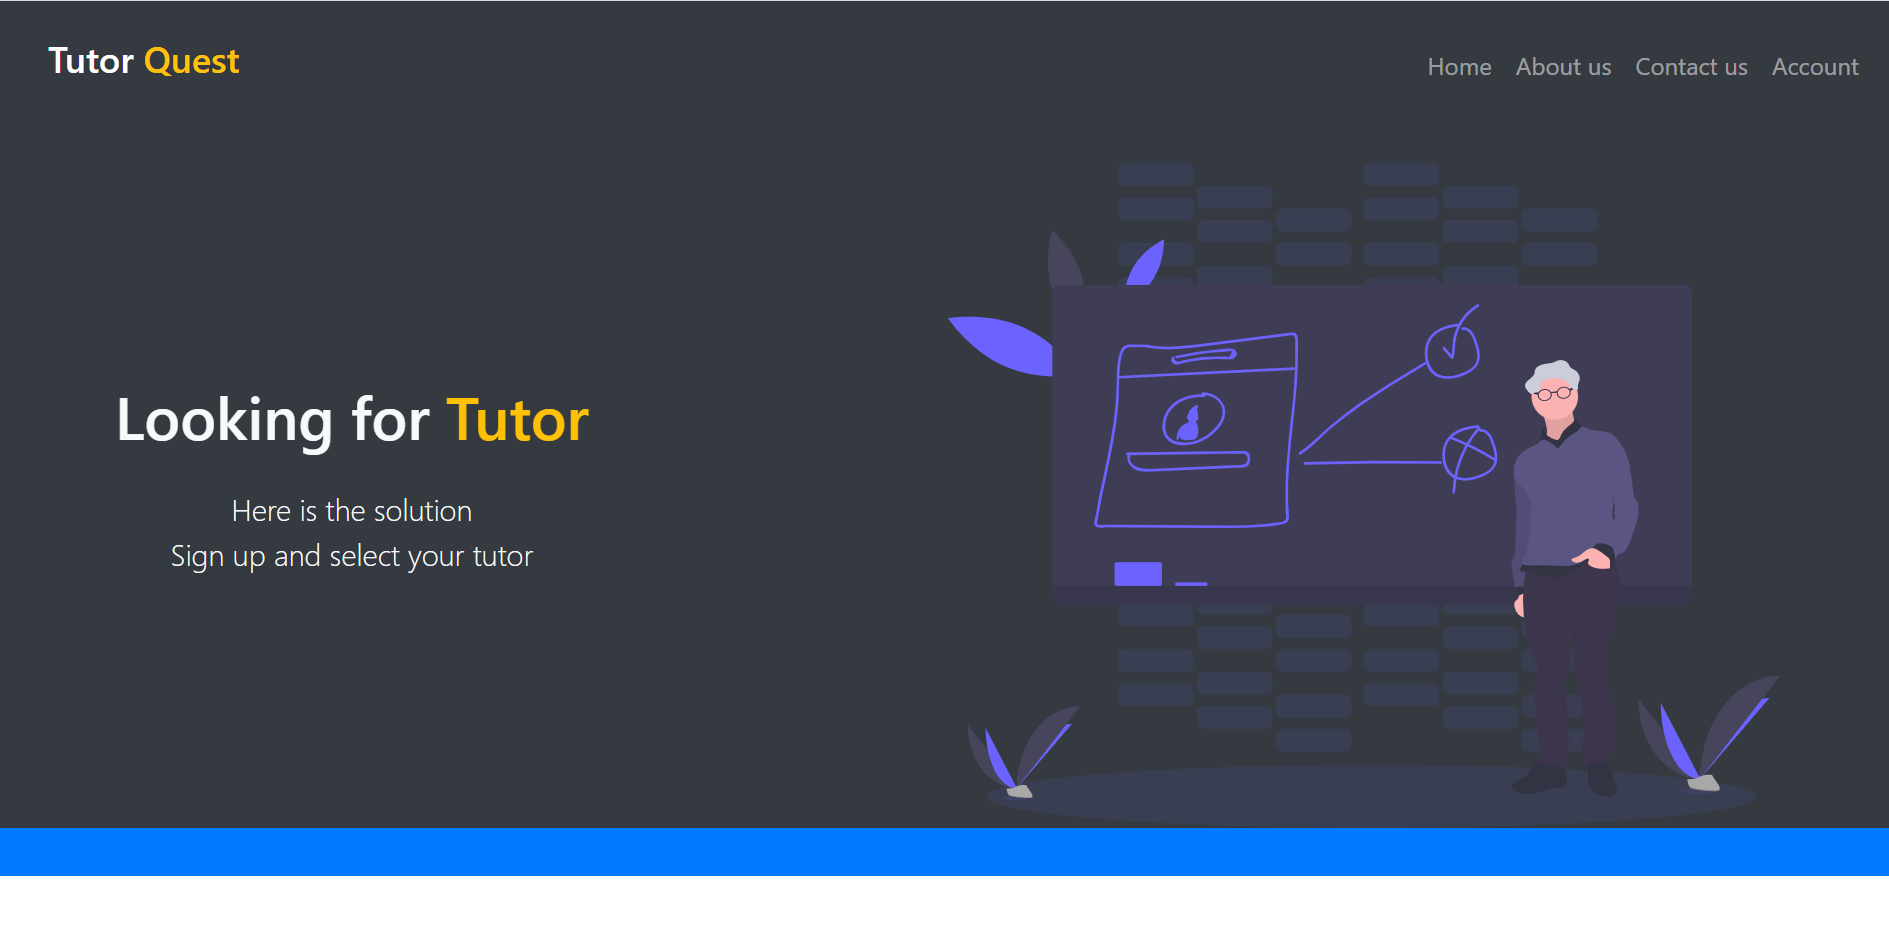 Tutor Quest
Home About us Contact us Account
Looking for Tutor
Here is the solution
Sign up and select your tutor